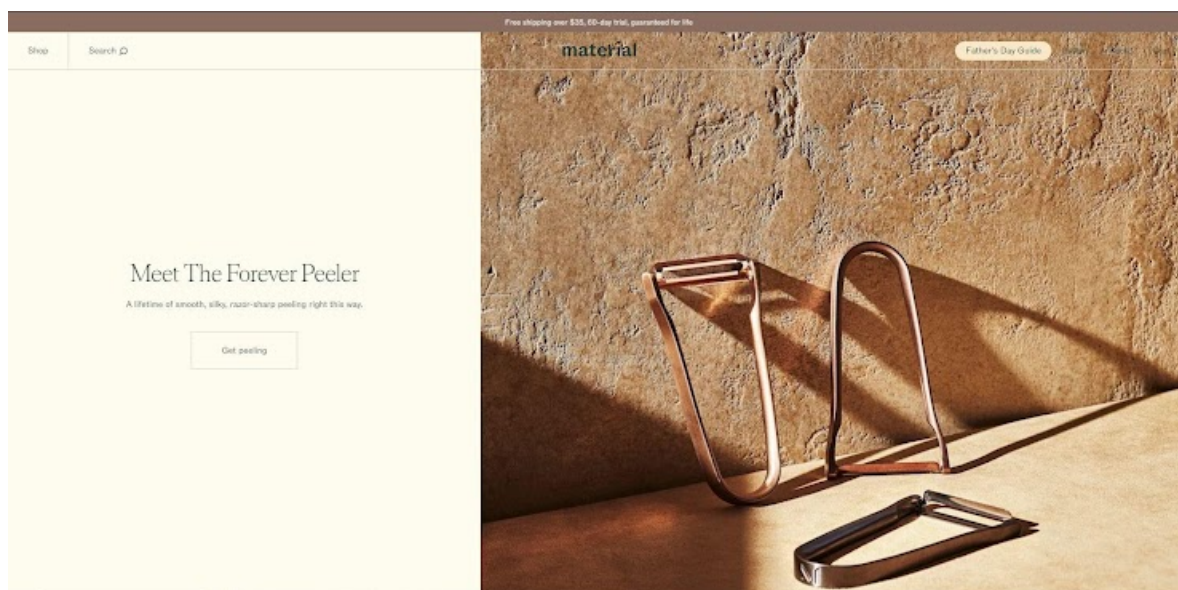 Free shipping over $35, 60-day trial, guaranteed for life
Shop
Search
material
Father's Day Guide
Meet The Forever Peeler
A lifetime of smooth, silky, razor-sharp peeling right this way.
Get peeling